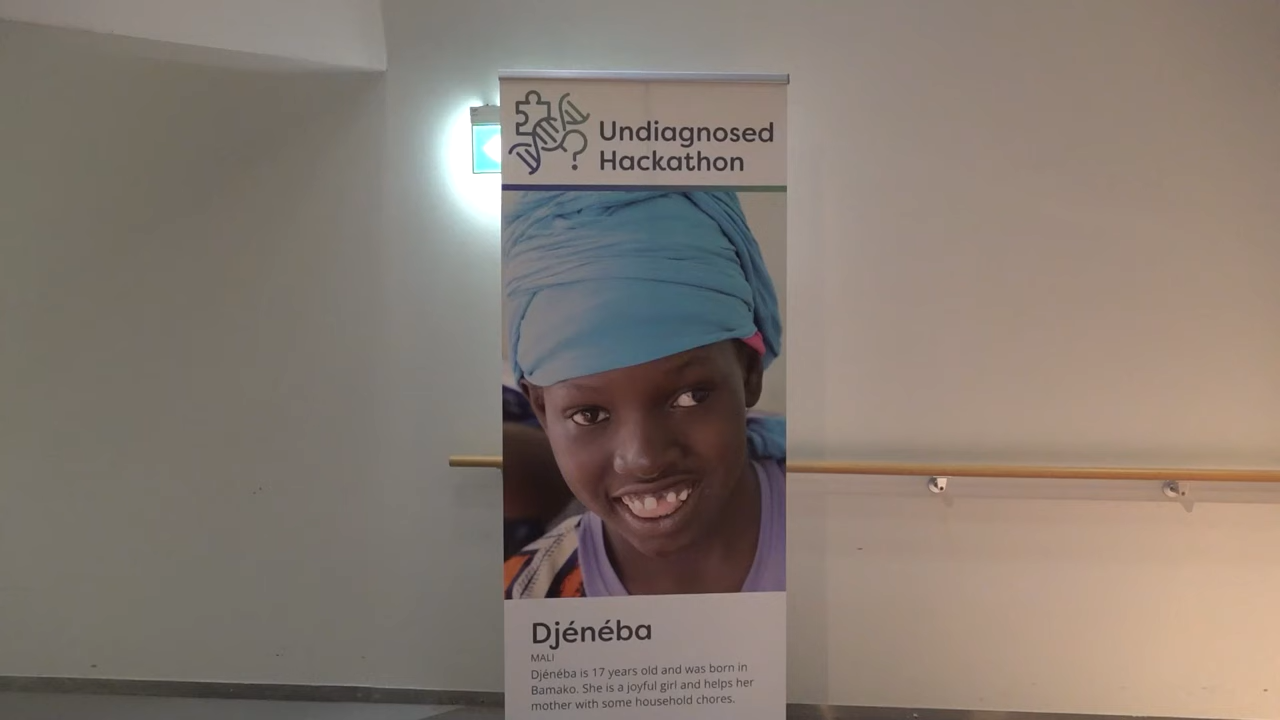 Undiagnosed
Hackathon
Djénéba
MALI
Djénéba is 17 years old and was born in
Bamako. She is a joyful girl and helps her
mother with some household chores.